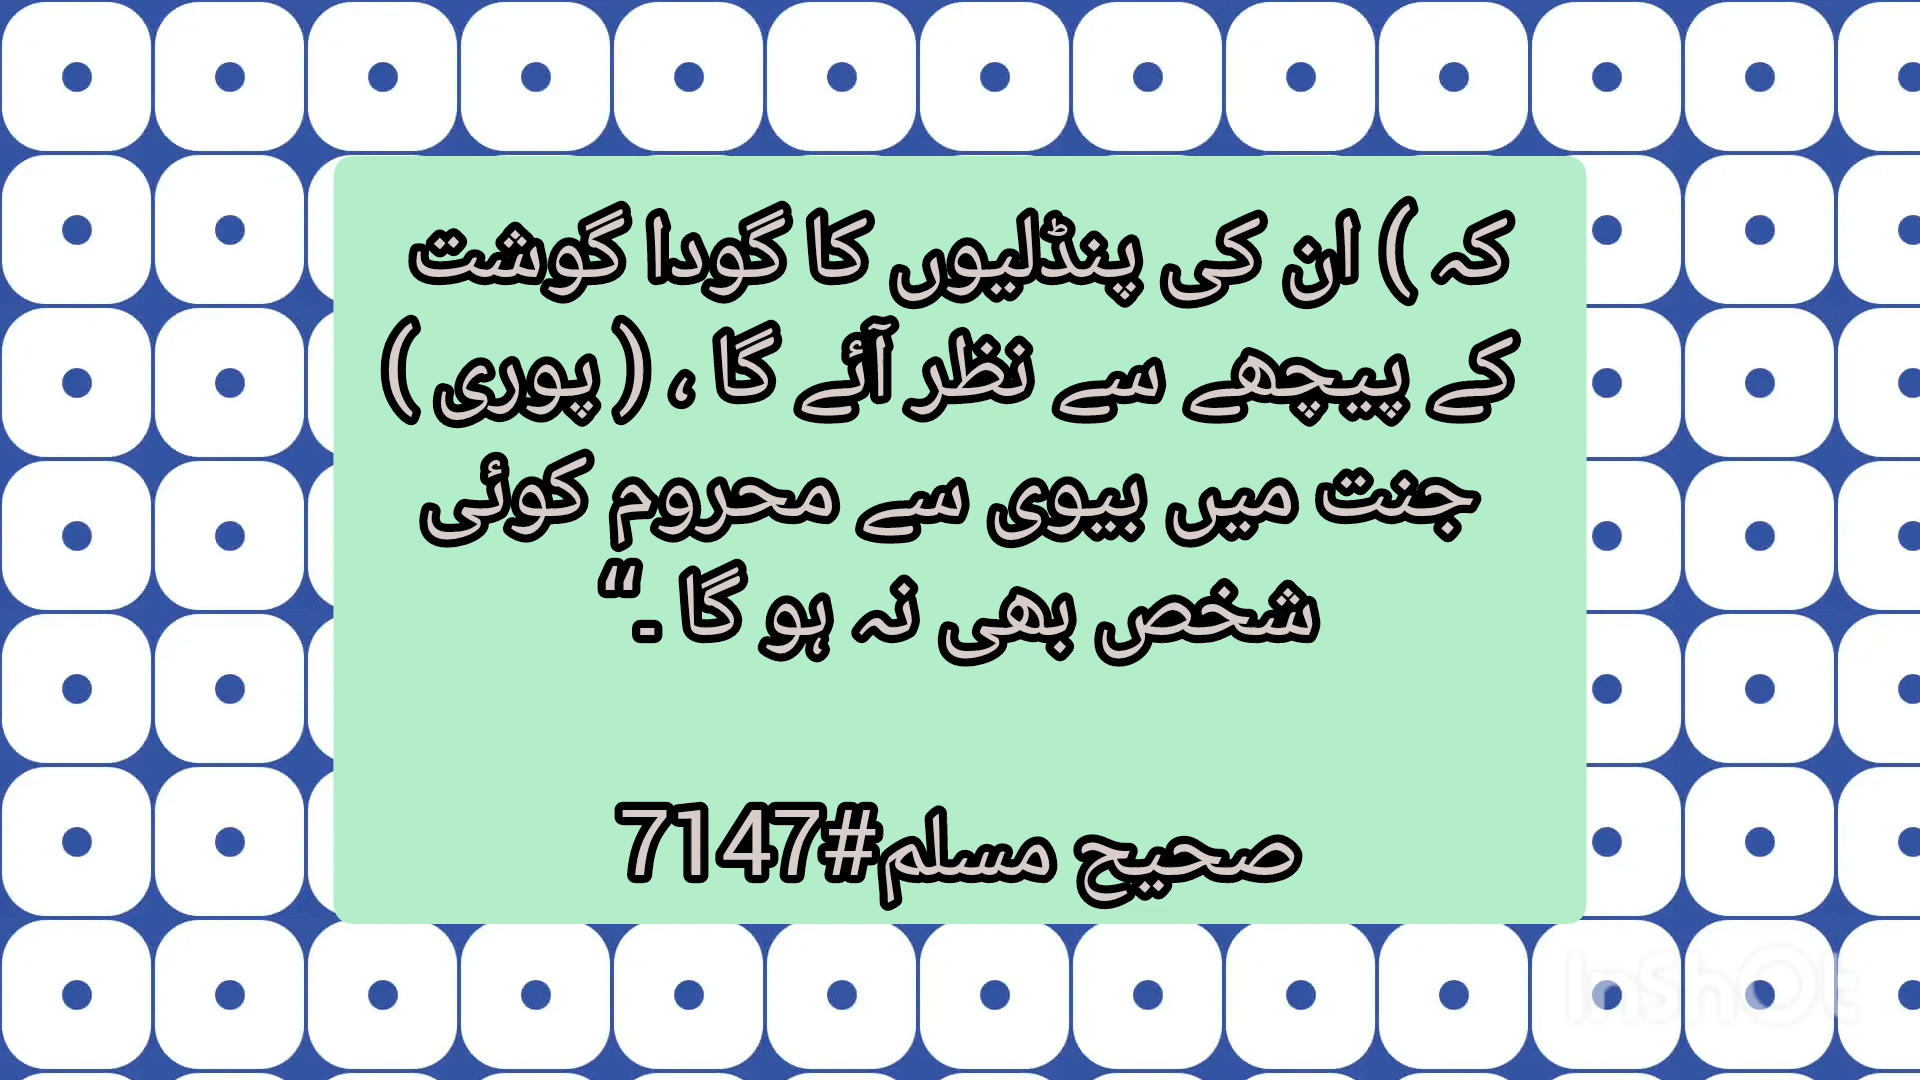 کہ ) ان کی پنڈلیوں کا گودا گوشت
کے پیچھے سے نظر آئے گا ، ( پوری )
جنت میں بیوی سے محروم کوئی
شخص بھی نہ ہو گا ۔“
صحیح مسلم#7147
InShOt